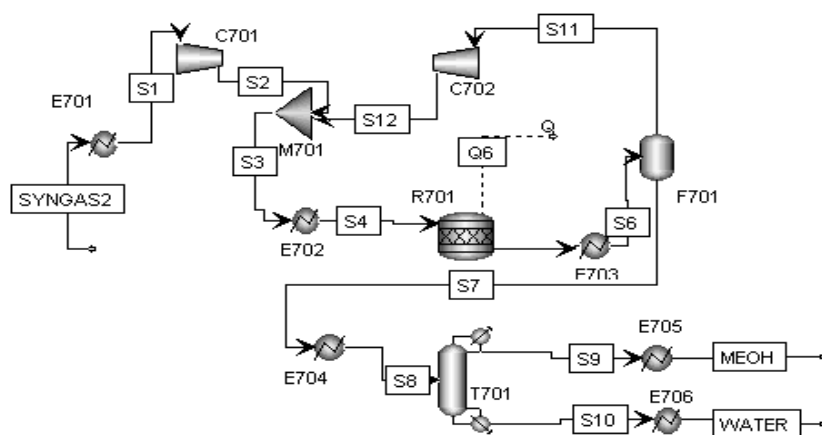 S11
C701
S1
S2
C702
E701
S12
M701
Q
S3
Q6
SYNGAS2
R701
S4
S6
F701
E702
E703
S7
E705
S9
MEOH
E704
S8
T701
E706
S10
WATER